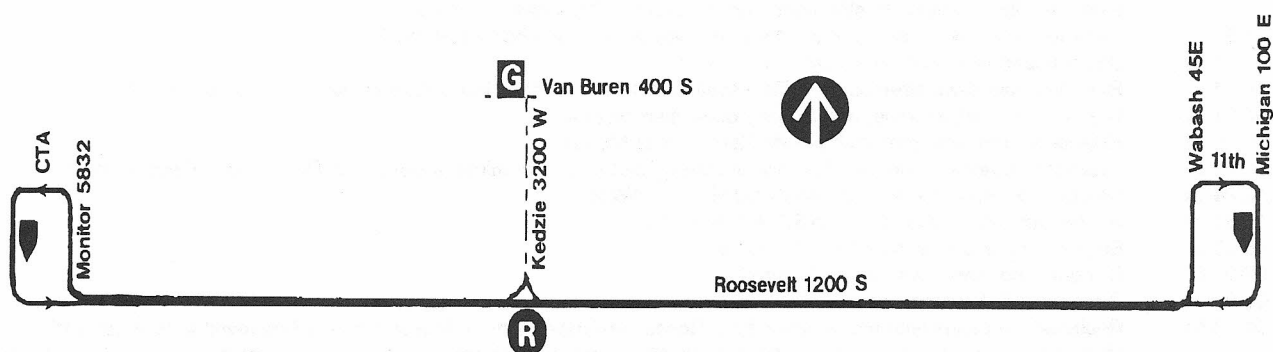 G
Van Buren 400 S
Wabash 45E
Michigan 100 E
CTA
Monitor 5832
Kedzie 3200 W
11th
Roosevelt 1200 S
R